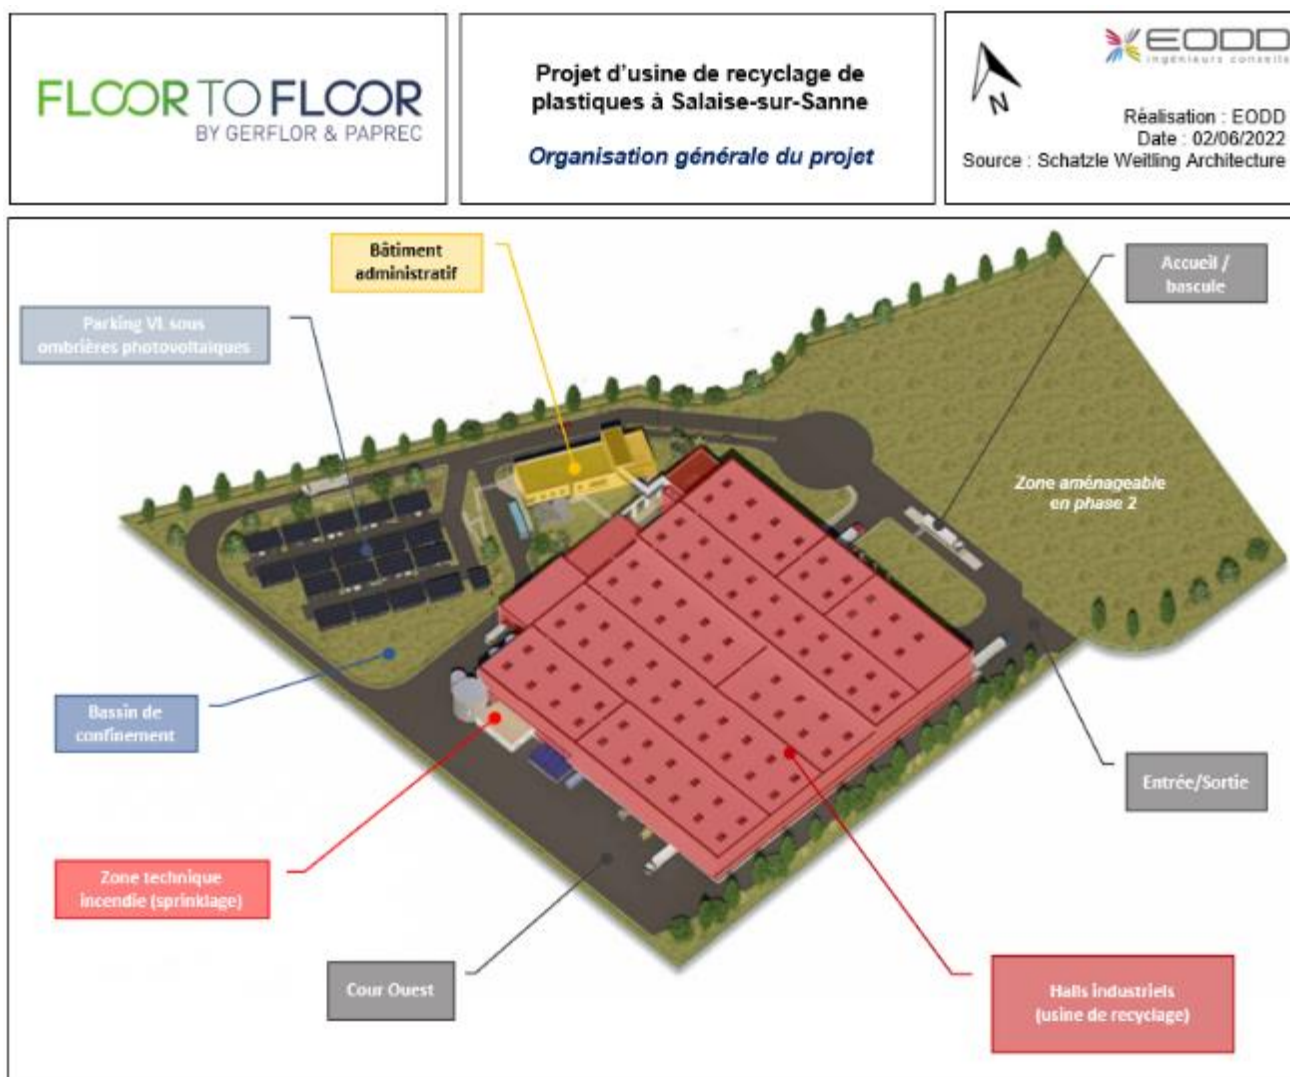 FLOOR TO FLOOR
BY GERFLOR & PAPREC
Projet d'usine de recyclage de
plastiques à Salaise-sur-Sanne
Organisation générale du projet
N
EODD
ingénieurs conseils
Réalisation : EODD
Date : 02/06/2022
Source : Schatzle Weitling Architecture
Bâtiment
administratif
Accueil /
bascule
Parking VL sous
ombrières photovoltaïques
Zone aménageable
en phase 2
Bassin de
confinement
Entrée/Sortie
Zone technique
incendie (sprinklage)
Cour Ouest
Halls industriels
(usine de recyclage)